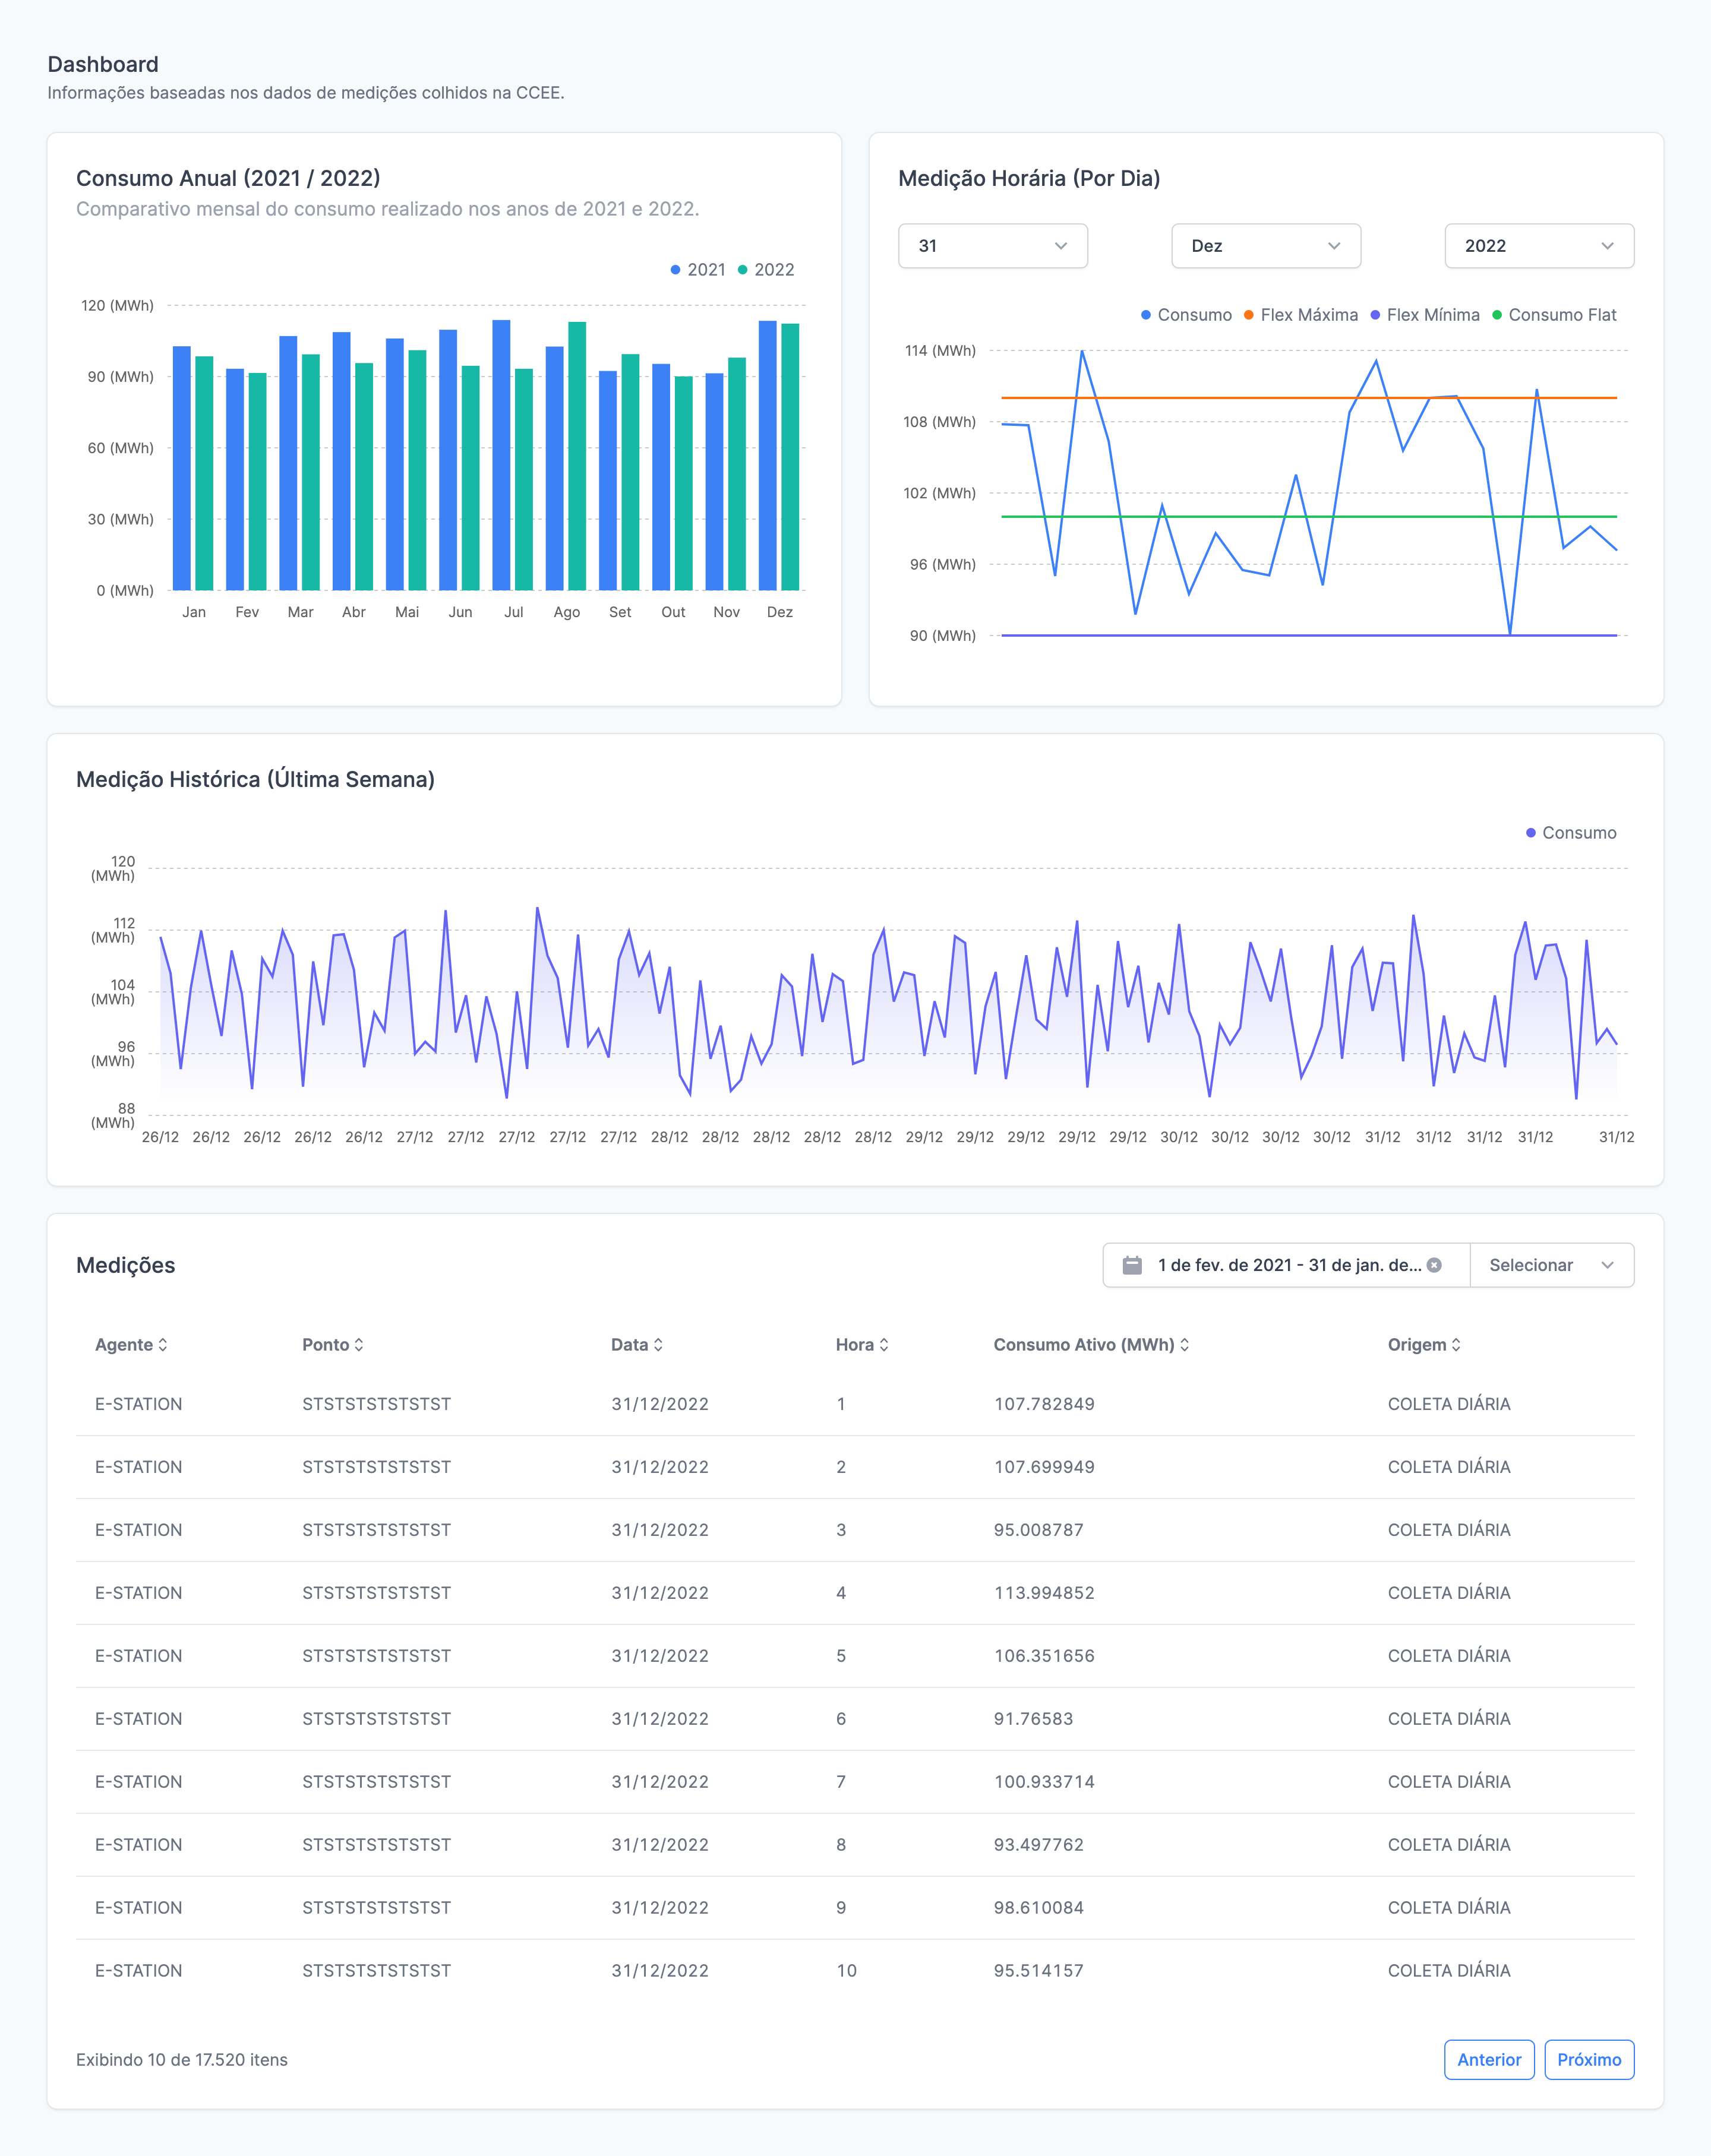 Dashboard
Informações baseadas nos dados de medições colhidos na CCEE.
Consumo Anual (2021 / 2022)
Comparativo mensal do consumo realizado nos anos de 2021 e 2022.
2021 2022
120 (MWh)
90 (MWh)
60 (MWh)
30 (MWh)
0 (MWh)
Jan Fev Mar Abr Mai Jun Jul Ago Set Out Nov Dez
Medição Horária (Por Dia)
31 Dez 2022
Consumo Flex Máxima Flex Mínima Consumo Flat
114 (MWh)
108 (MWh)
102 (MWh)
96 (MWh)
90 (MWh)
Medição Histórica (Última Semana)
Consumo
120
(MWh)
112
(MWh)
104
(MWh)
96
(MWh)
88
(MWh)
26/12 26/12 26/12 26/12 26/12 27/12 27/12 27/12 27/12 27/12 28/12 28/12 28/12 28/12 28/12 29/12 29/12 29/12 29/12 29/12 30/12 30/12 30/12 30/12 31/12 31/12 31/12 31/12 31/12
Medições
1 de fev. de 2021 - 31 de jan. de... Selecionar
Agente Ponto Data Hora Consumo Ativo (MWh) Origem
E-STATION STSTSTSTSTSTST 31/12/2022 1 107.782849 COLETA DIÁRIA
E-STATION STSTSTSTSTSTST 31/12/2022 2 107.699949 COLETA DIÁRIA
E-STATION STSTSTSTSTSTST 31/12/2022 3 95.008787 COLETA DIÁRIA
E-STATION STSTSTSTSTSTST 31/12/2022 4 113.994852 COLETA DIÁRIA
E-STATION STSTSTSTSTSTST 31/12/2022 5 106.351656 COLETA DIÁRIA
E-STATION STSTSTSTSTSTST 31/12/2022 6 91.76583 COLETA DIÁRIA
E-STATION STSTSTSTSTSTST 31/12/2022 7 100.933714 COLETA DIÁRIA
E-STATION STSTSTSTSTSTST 31/12/2022 8 93.497762 COLETA DIÁRIA
E-STATION STSTSTSTSTSTST 31/12/2022 9 98.610084 COLETA DIÁRIA
E-STATION STSTSTSTSTSTST 31/12/2022 10 95.514157 COLETA DIÁRIA
Exibindo 10 de 17.520 itens
Anterior Próximo